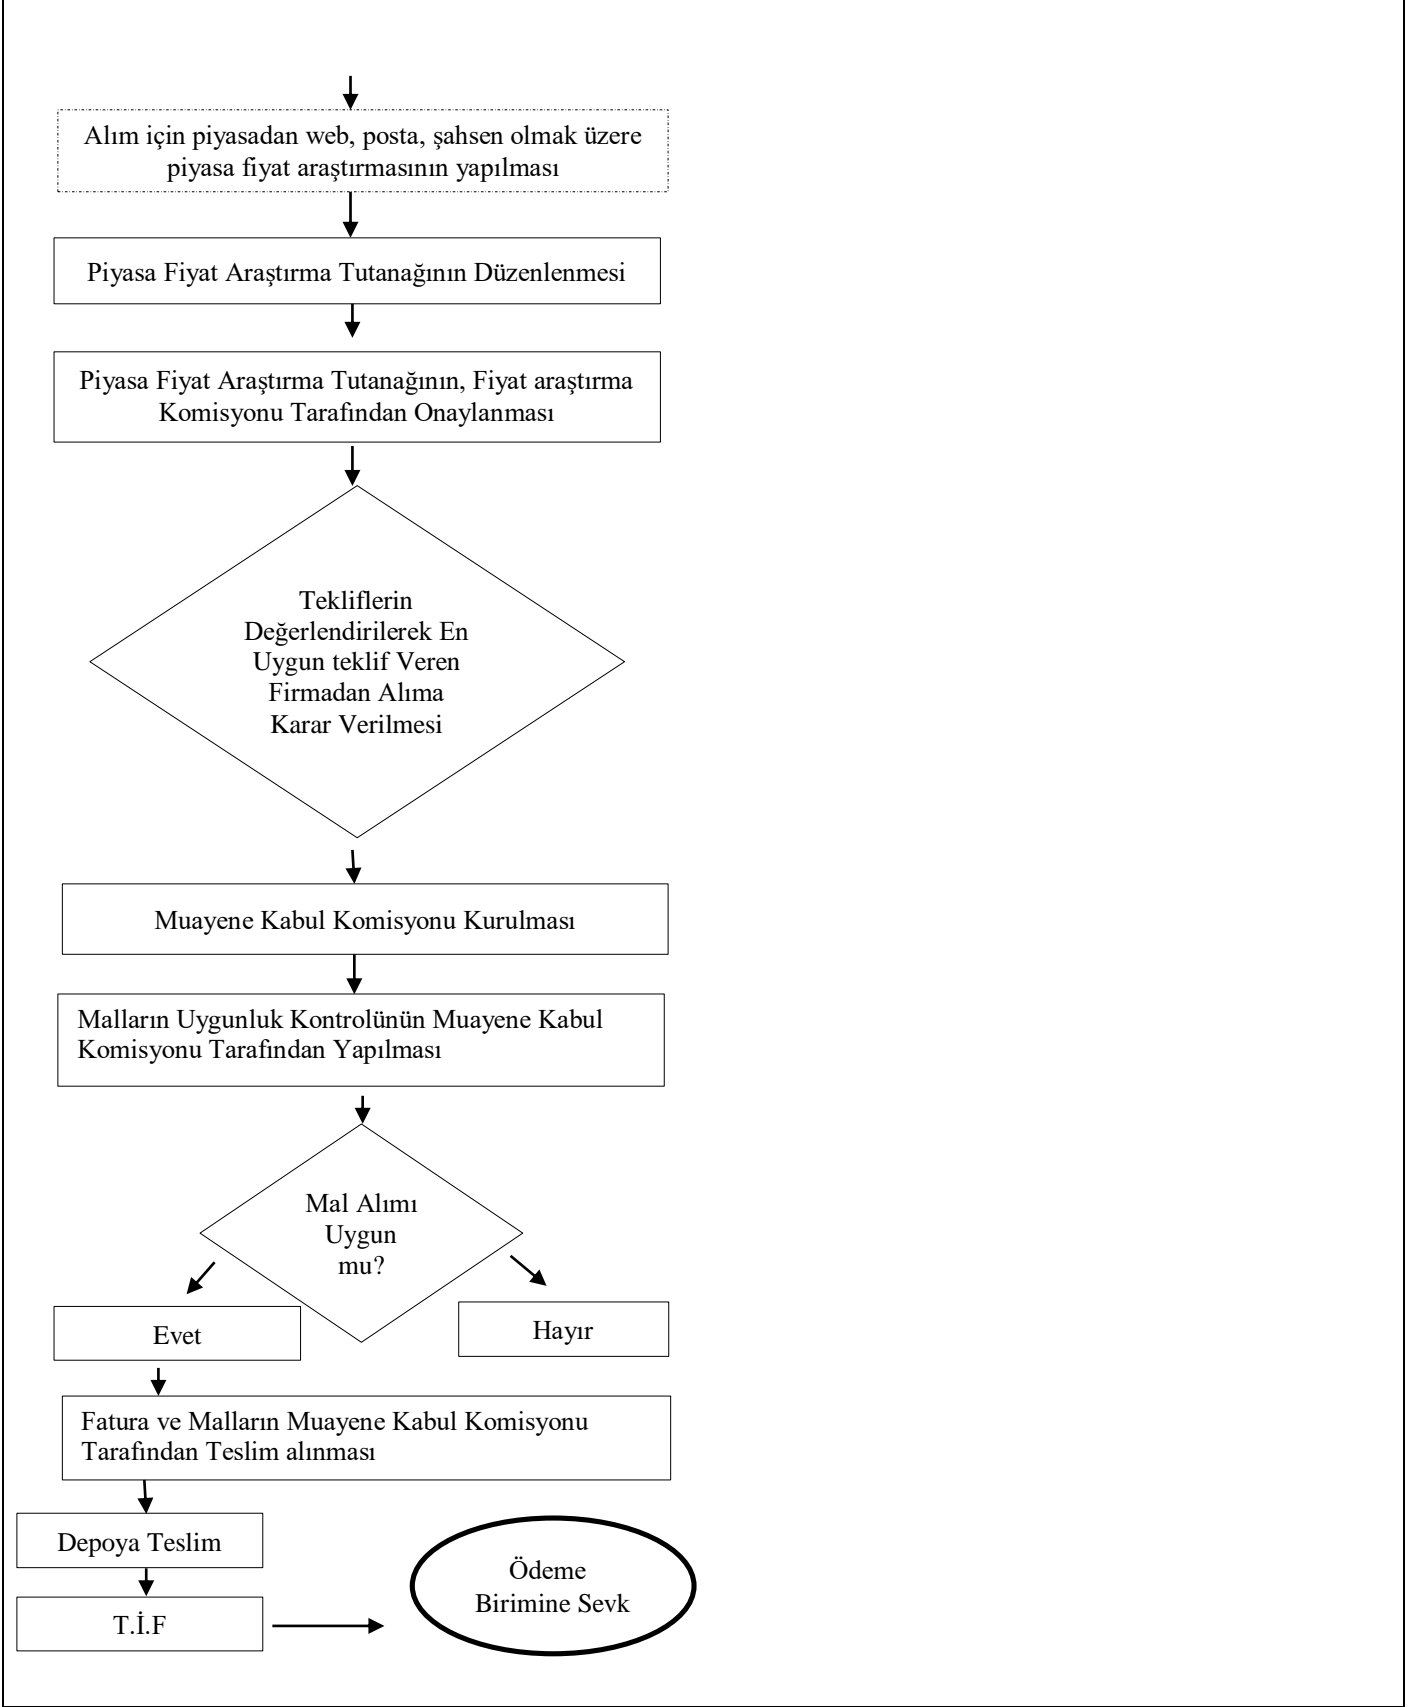 Alım için piyasadan web, posta, şahsen olmak üzere
piyasa fiyat araştırmasının yapılması
Piyasa Fiyat Araştırma Tutanağının Düzenlenmesi
Piyasa Fiyat Araştırma Tutanağının, Fiyat araştırma
Komisyonu Tarafından Onaylanması
Tekliflerin
Değerlendirilerek En
Uygun teklif Veren
Firmadan Alıma
Karar Verilmesi
Muayene Kabul Komisyonu Kurulması
Malların Uygunluk Kontrolünün Muayene Kabul
Komisyonu Tarafından Yapılması
Mal Alımı
Uygun
mu?
Evet
Hayır
Fatura ve Malların Muayene Kabul Komisyonu
Tarafından Teslim alınması
Depoya Teslim
T.İ.F
Ödeme
Birimine Sevk